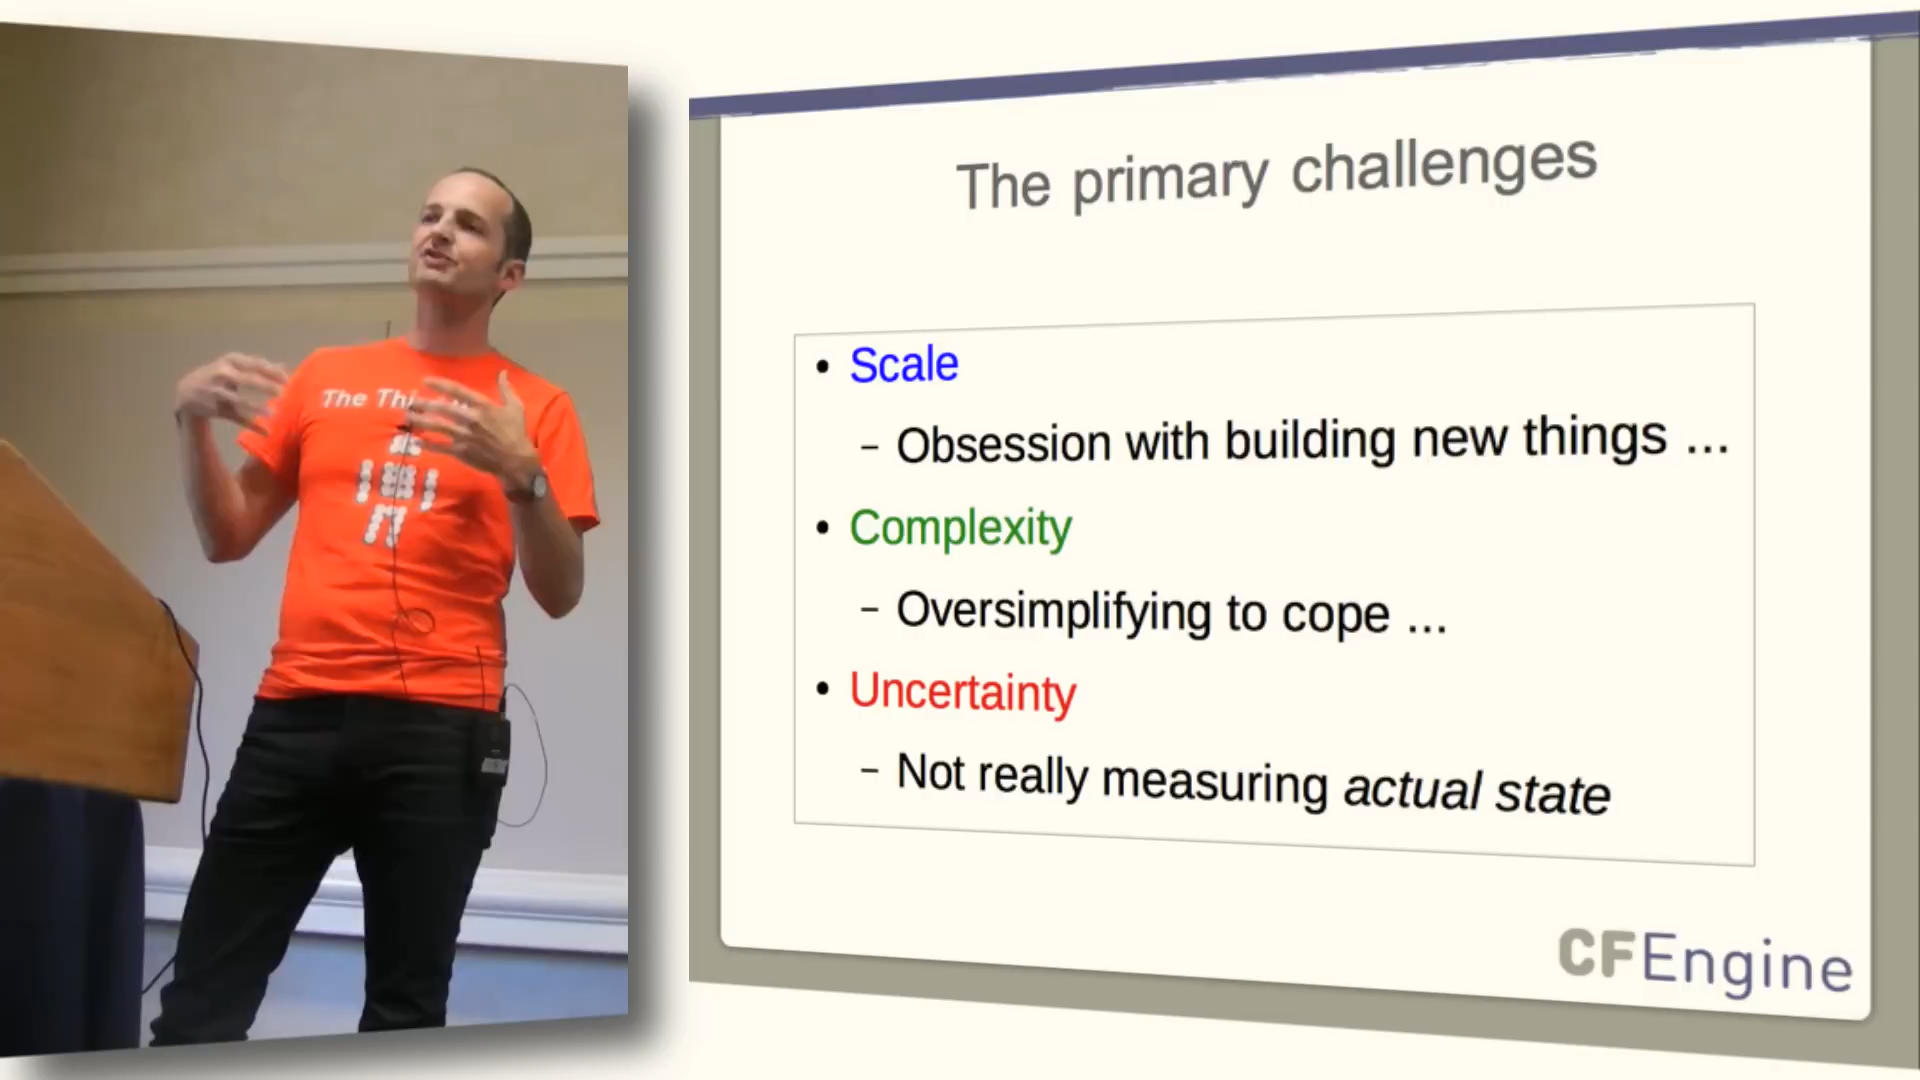 The primary challenges
• Scale
– Obsession with building new things ...
• Complexity
– Oversimplifying to cope ...
• Uncertainty
– Not really measuring actual state
CFEngine
The